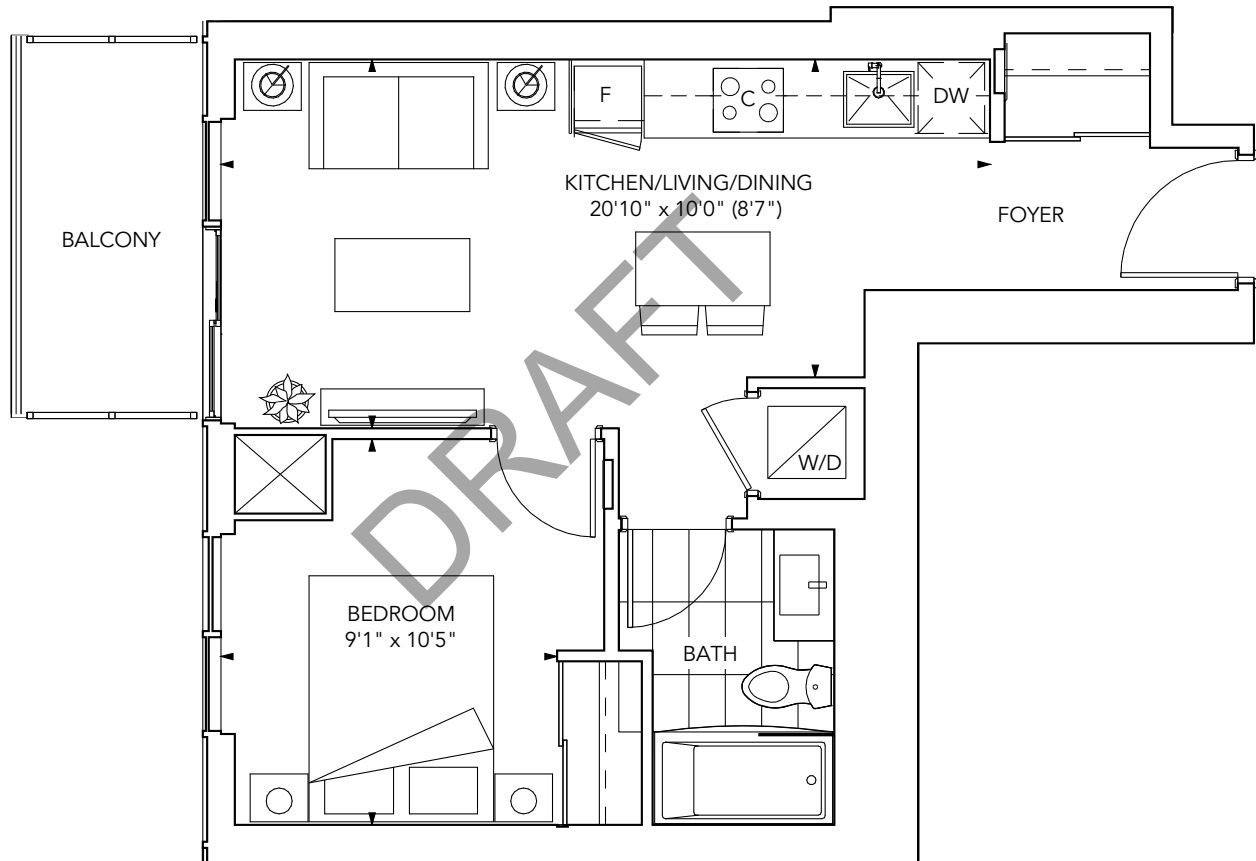 F
C
DW
KITCHEN/LIVING/DINING
20'10" x 10'0" (8'7")
FOYER
BALCONY
DRAFT
W/D
BEDROOM
9'1" x 10'5"
BATH